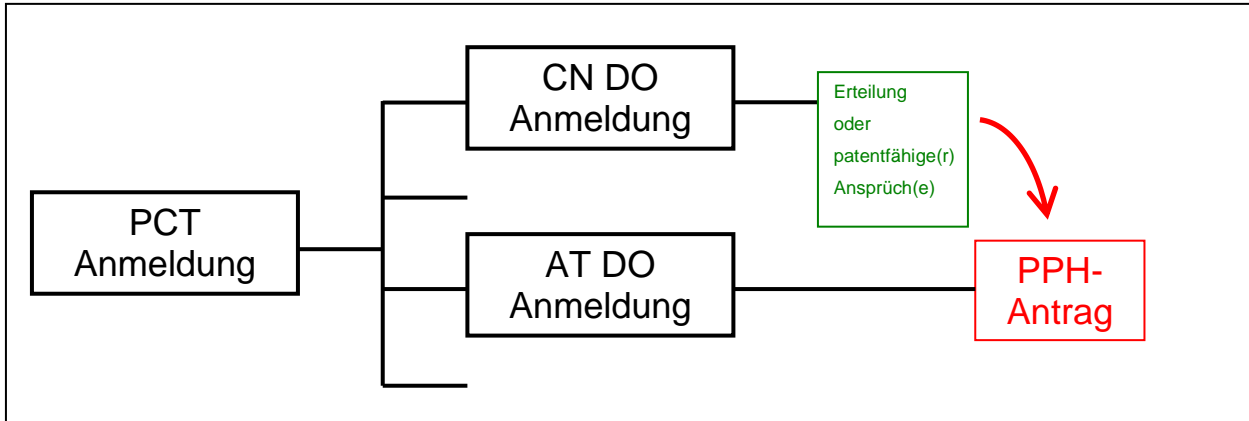 CN DO
Anmeldung
Erteilung
oder
patentfähige(r)
Ansprüch(e)
PCT
Anmeldung
AT DO
Anmeldung
PPH-
Antrag